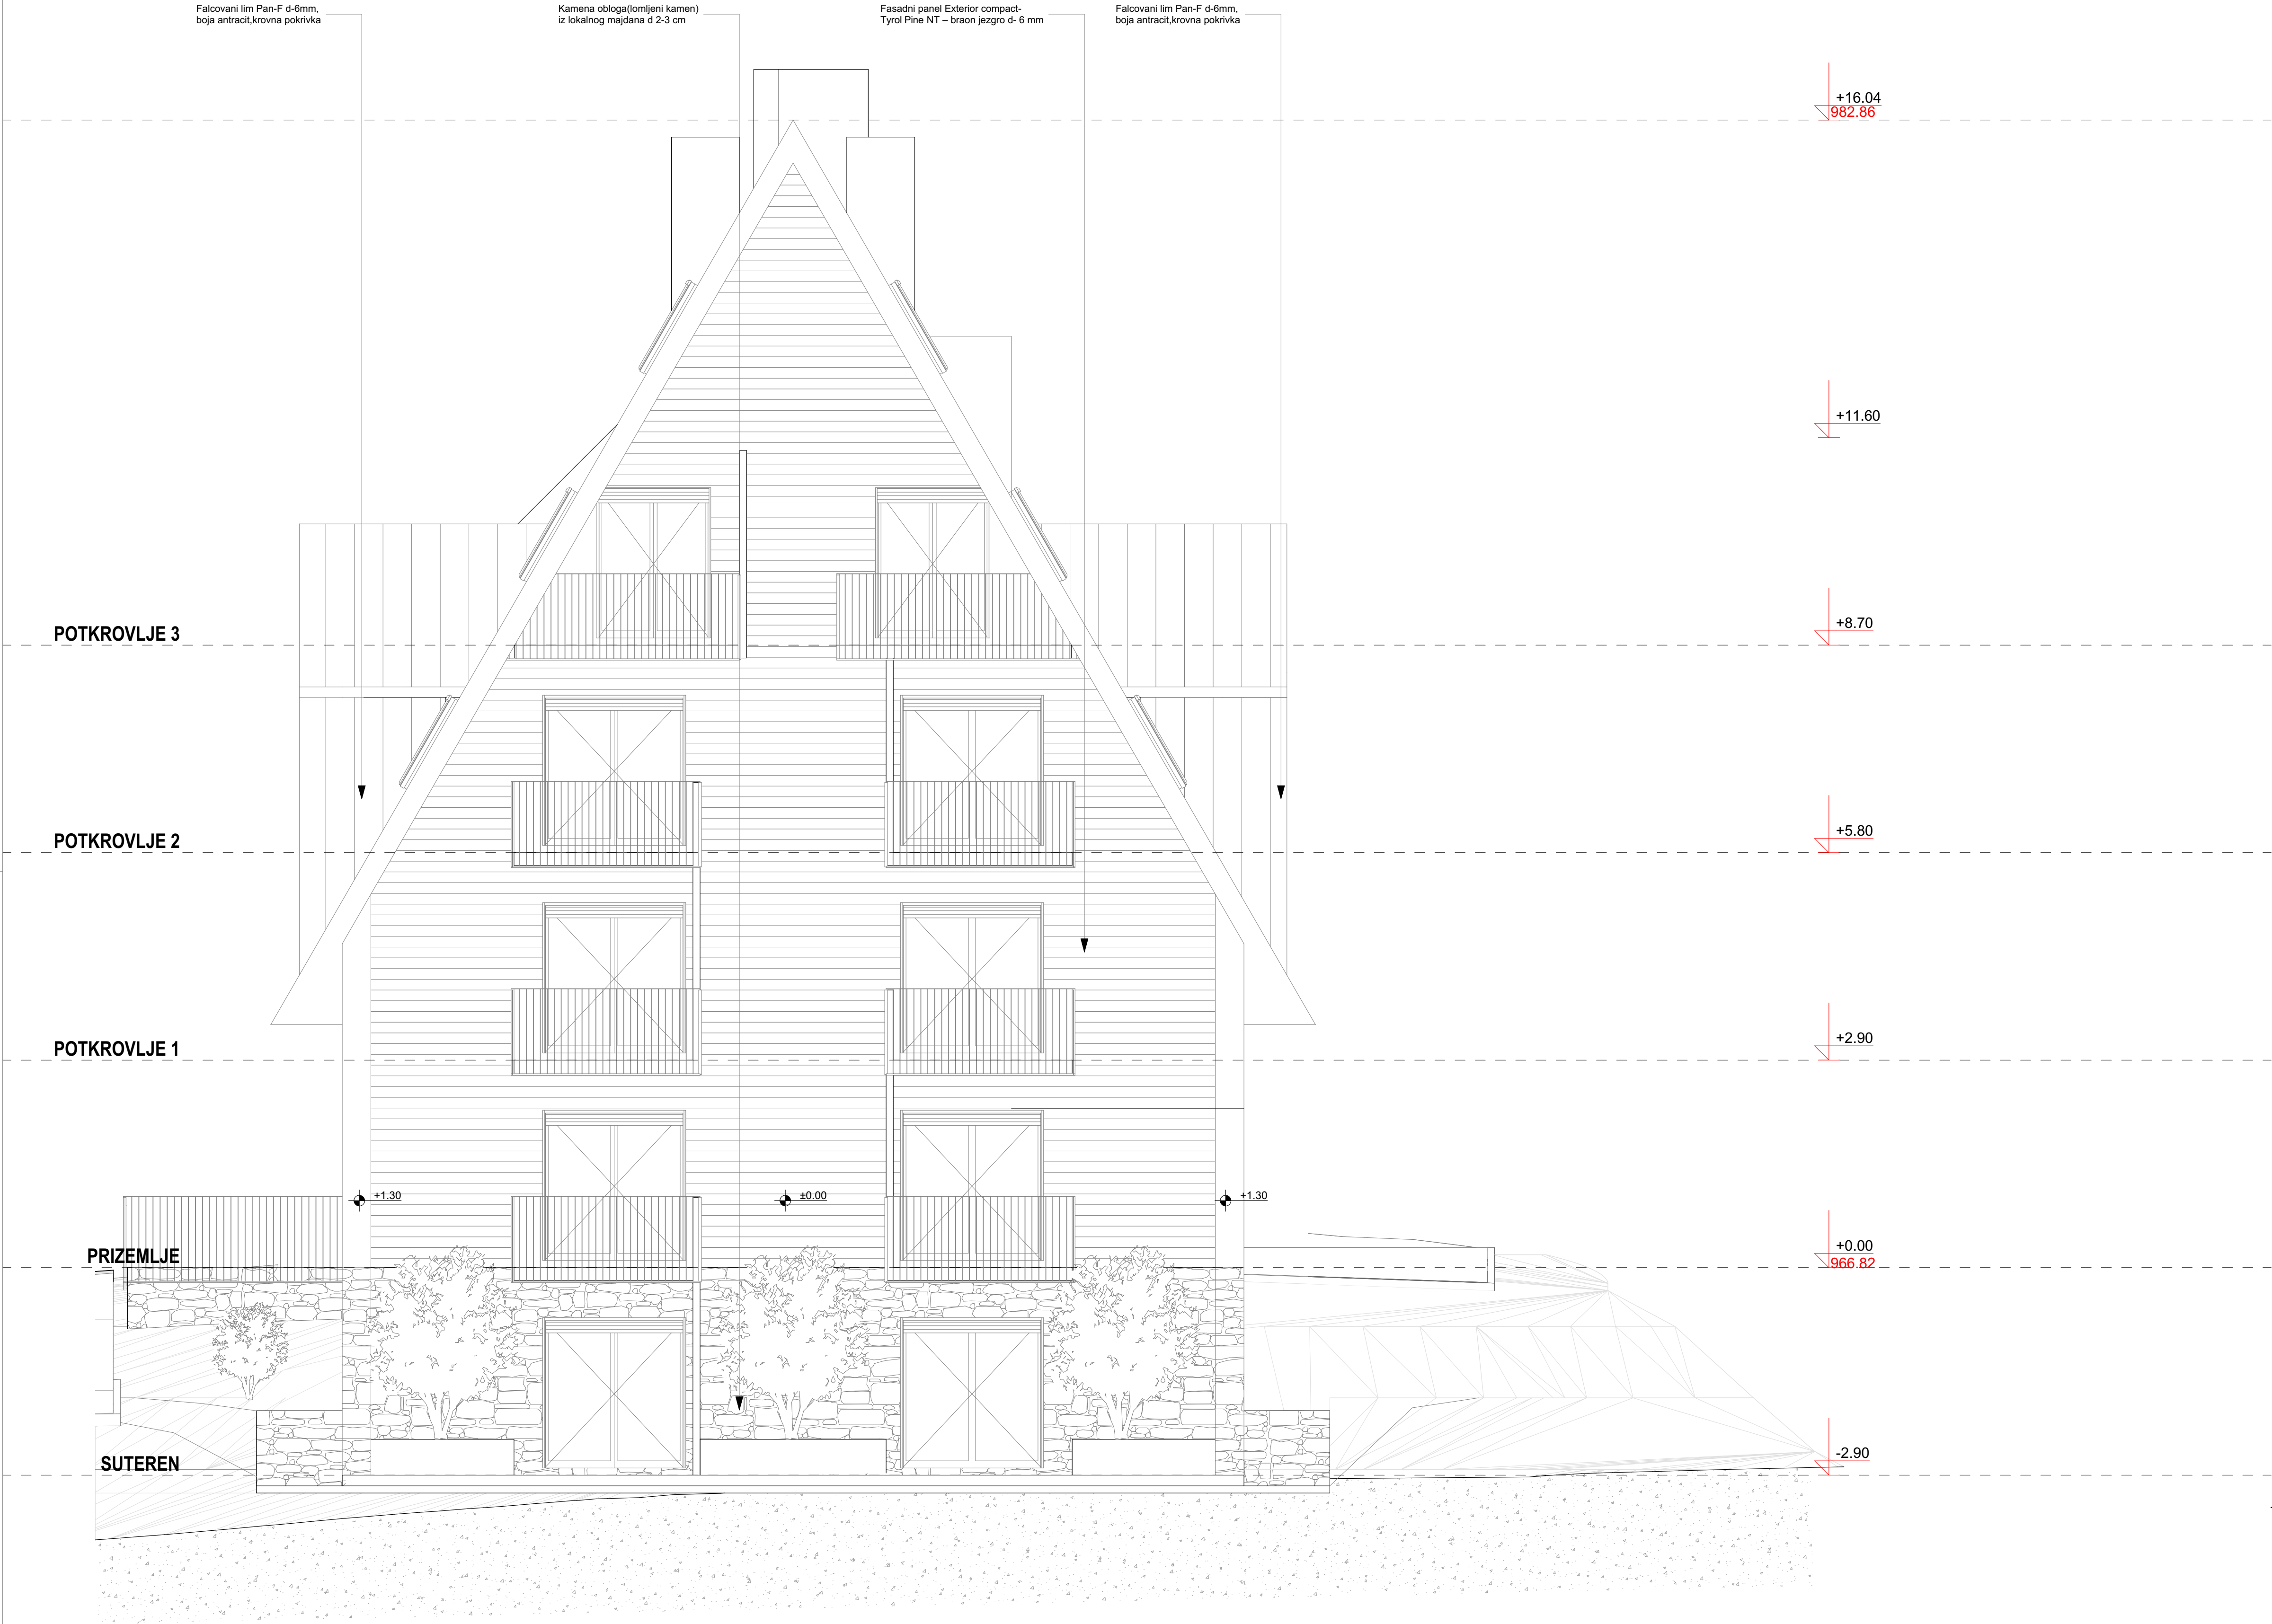 Falcovani lim Pan-F d-6mm,
boja antracit,krovna pokrivka
Kamena obloga(lomljeni kamen)
iz lokalnog majdana d 2-3 cm
Fasadni panel Exterior compact-
Tyrol Pine NT – braon jezgro d- 6 mm
Falcovani lim Pan-F d-6mm,
boja antracit,krovna pokrivka
+16.04
982.86
+11.60
POTKROVLJE 3
+8.70
POTKROVLJE 2
+5.80
POTKROVLJE 1
+2.90
+1.30
±0.00
+1.30
PRIZEMLJE
+0.00
966.82
SUTEREN
-2.90